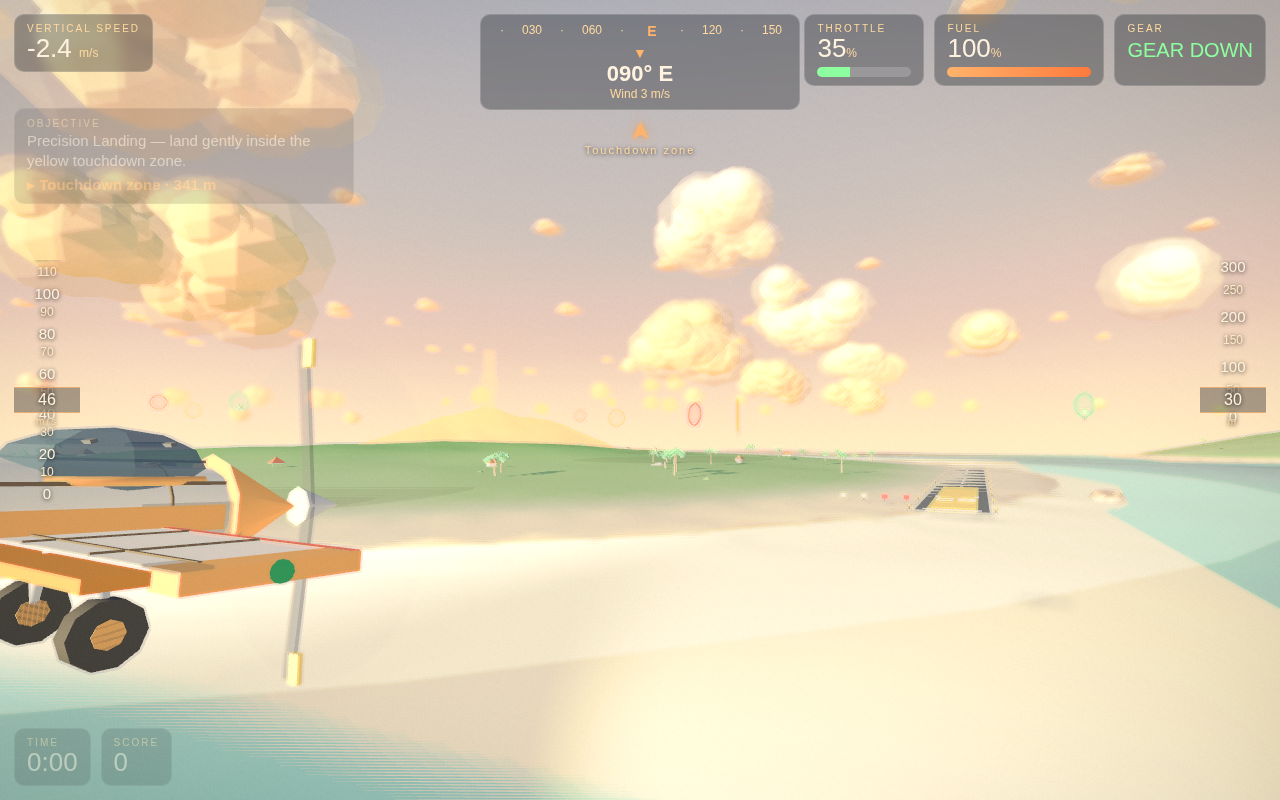 VERTICAL SPEED
-2.4 m/s
· 030 · 060 · E · 120 · 150
▼
090° E
Wind 3 m/s
THROTTLE
35%
FUEL
100%
GEAR
GEAR DOWN
Touchdown zone
OBJECTIVE
Precision Landing — land gently inside the
yellow touchdown zone.
▸ Touchdown zone · 341 m
110
100
90
80
70
60
46
40
30
20
10
0
300
250
200
150
100
30
0
TIME
0:00
SCORE
0